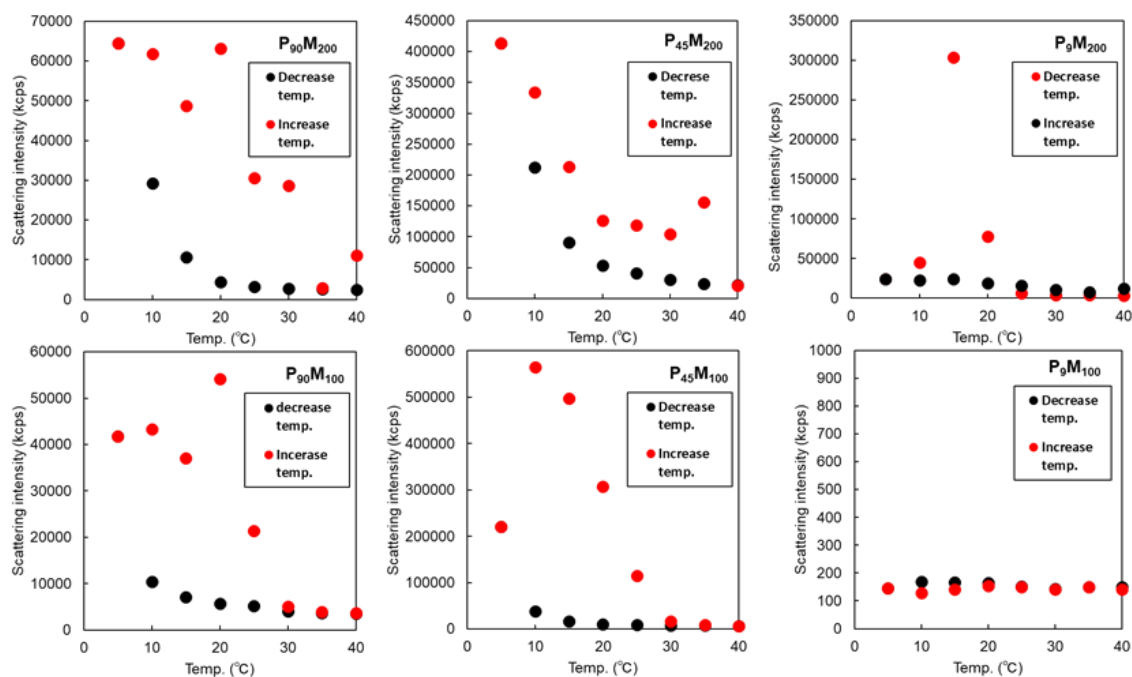 P₉₀M₂₀₀
Scattering intensity (kcps)
70000
60000
50000
40000
30000
20000
10000
0
Decrease
temp.
Increase
temp.
0 10 20 30 40
Temp. (°C)
P₄₅M₂₀₀
Scattering intensity (kcps)
450000
400000
350000
300000
250000
200000
150000
100000
50000
0
Decrese
temp.
Increase
temp.
0 10 20 30 40
Temp. (°C)
P₉M₂₀₀
Scattering intensity (kcps)
350000
300000
250000
200000
150000
100000
50000
0
Decrease
temp.
Increase
temp.
0 10 20 30 40
Temp. (°C)
P₉₀M₁₀₀
Scattering intensity (kcps)
60000
50000
40000
30000
20000
10000
0
decrease
temp.
Incerase
temp.
0 10 20 30 40
Temp. (°C)
P₄₅M₁₀₀
Scattering intensity (kcps)
600000
500000
400000
300000
200000
100000
0
Decrease
temp.
Increase
temp.
0 10 20 30 40
Temp. (°C)
P₉M₁₀₀
Scattering intensity (kcps)
1000
900
800
700
600
500
400
300
200
100
0
Decrease
temp.
Increase
temp.
0 10 20 30 40
Temp. (°C)